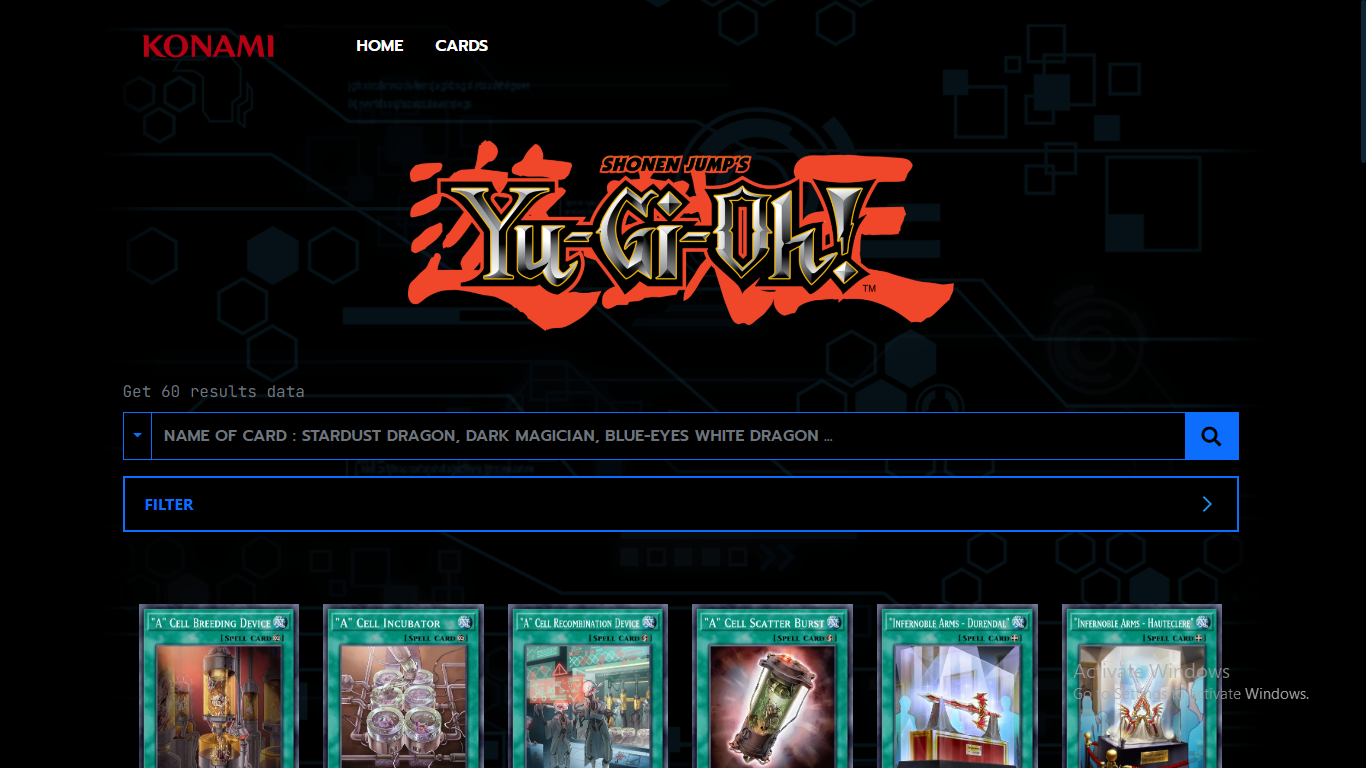 KONAMI HOME CARDS
SHONEN JUMP'S
遊戯王
Yu-Gi-Oh!
TM
Get 60 results data
NAME OF CARD : STARDUST DRAGON, DARK MAGICIAN, BLUE-EYES WHITE DRAGON ...
FILTER
"A" CELL BREEDING DEVICE
[SPELL CARD]
"A" CELL INCUBATOR
[SPELL CARD]
"A" CELL RECOMBINATION DEVICE
[SPELL CARD]
"A" CELL SCATTER BURST
[SPELL CARD]
"INFERNOBLE ARMS - DURENDAL"
[SPELL CARD]
"INFERNOBLE ARMS - HAUTECLERE"
[SPELL CARD]
Activate Windows
Go to Settings to activate Windows.